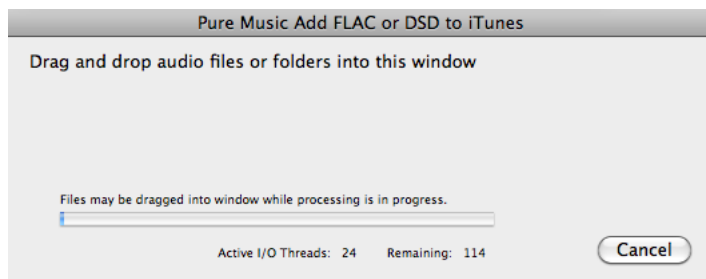 Pure Music Add FLAC or DSD to iTunes
Drag and drop audio files or folders into this window
Files may be dragged into window while processing is in progress.
Active I/O Threads: 24 Remaining: 114
Cancel